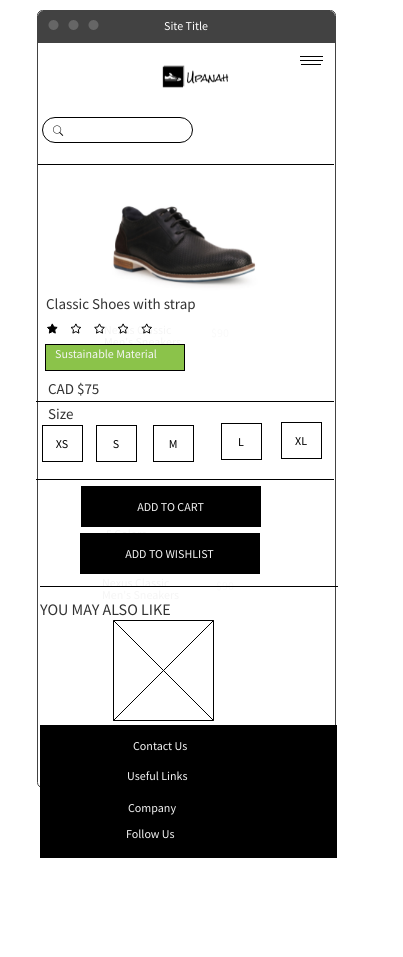 Site Title
UPANAH
Classic Shoes with strap
Sustainable Material
CAD $75
Size
XS S M L XL
ADD TO CART
ADD TO WISHLIST
YOU MAY ALSO LIKE
Contact Us
Useful Links
Company
Follow Us